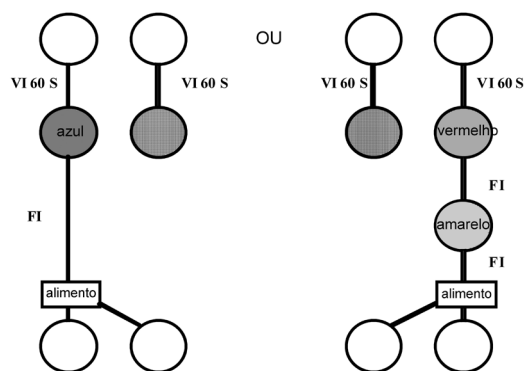 OU
VI 60 S
VI 60 S
VI 60 S
VI 60 S
azul
vermelho
FI
FI
amarelo
FI
alimento
alimento